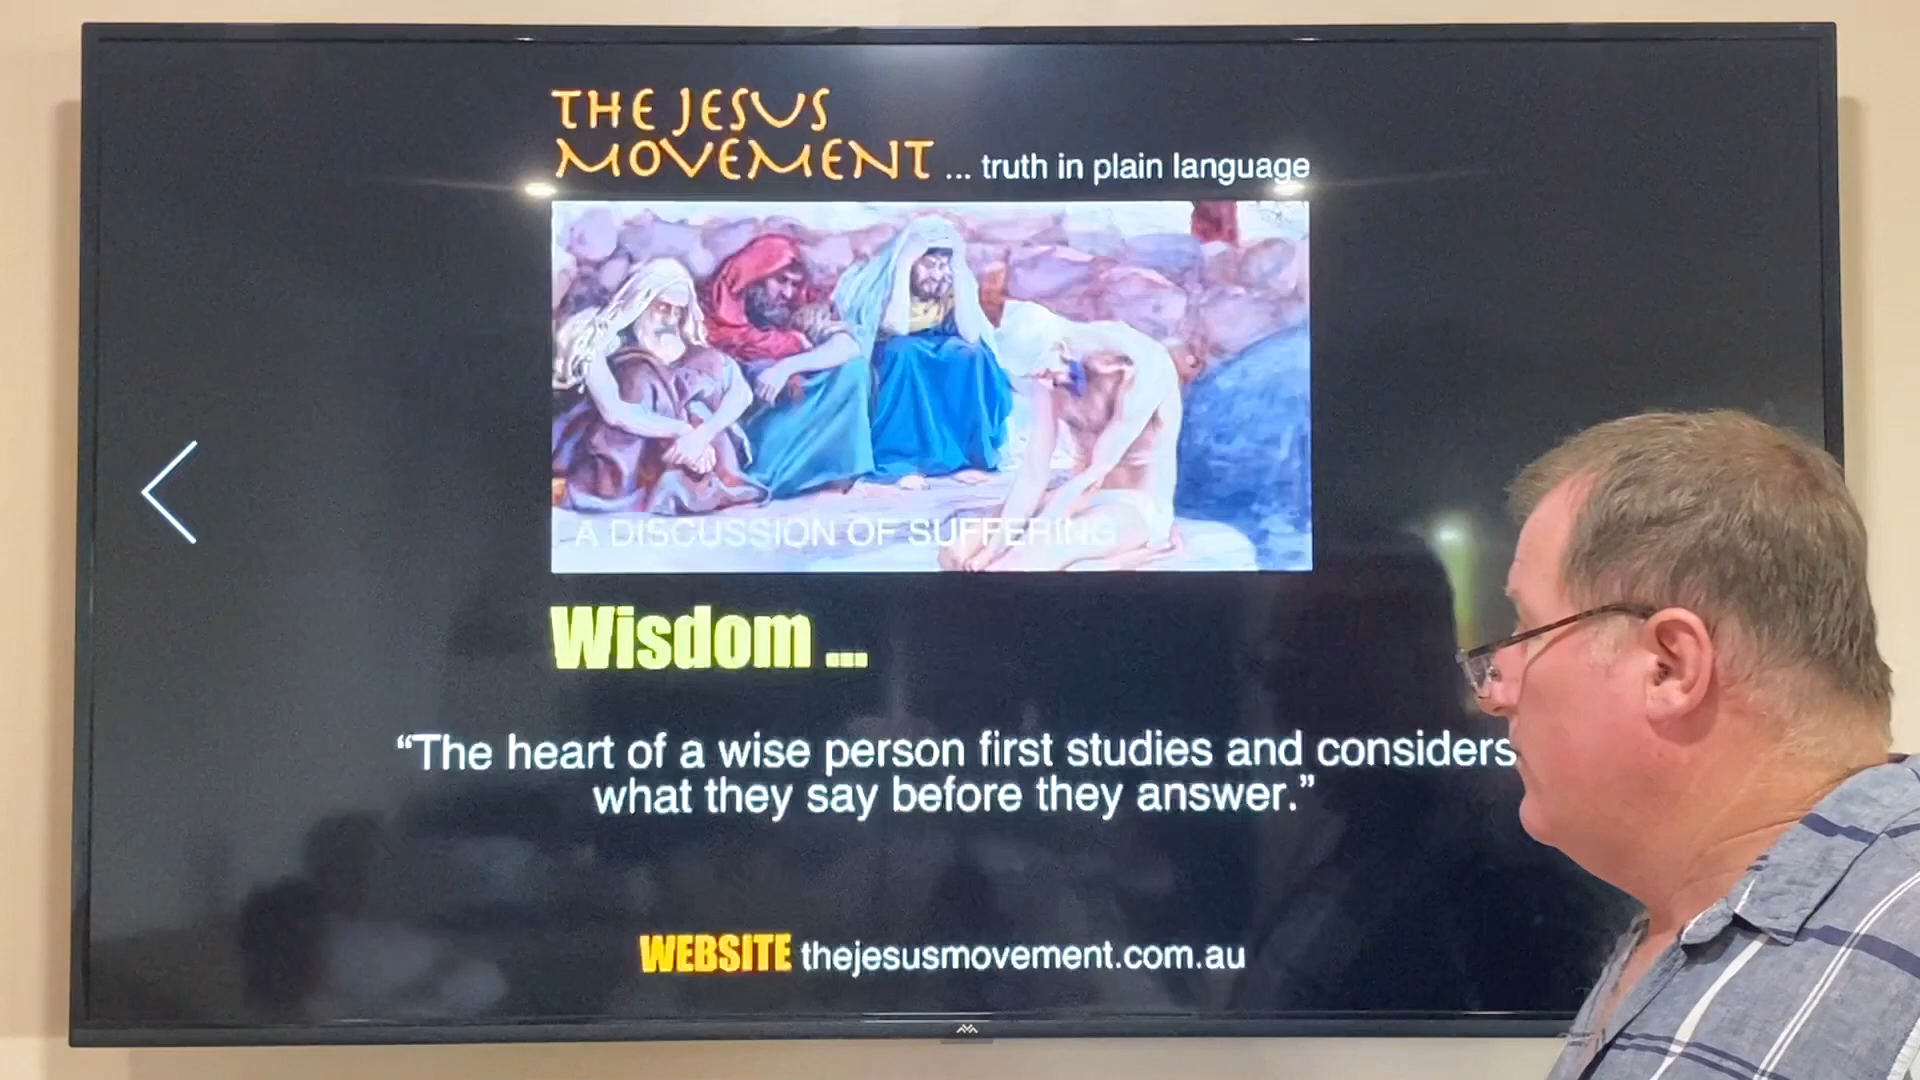 THE JESUS
MOVEMENT ... truth in plain language
A DISCUSSION OF SUFFERING
Wisdom ...
“The heart of a wise person first studies and considers
what they say before they answer.”
WEBSITE thejesusmovement.com.au